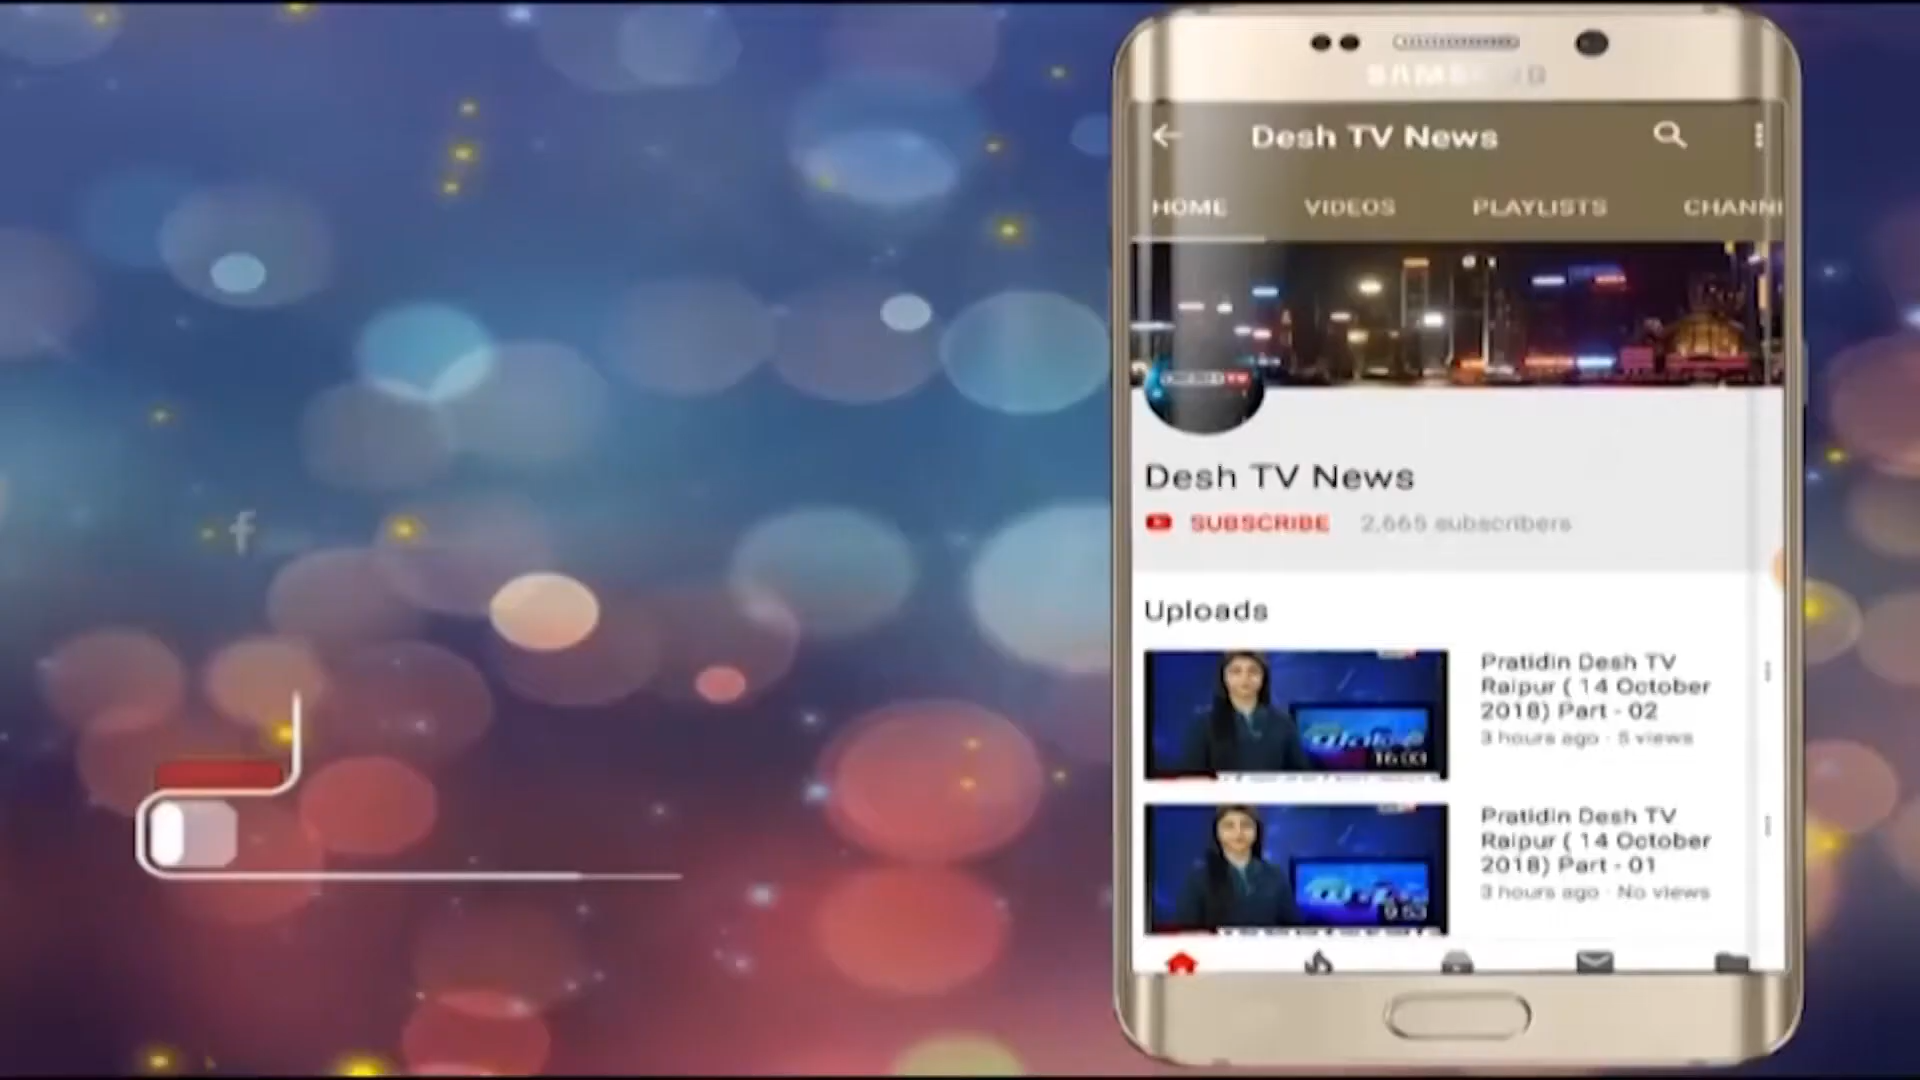 SAMSUNG
Desh TV News
HOME VIDEOS PLAYLISTS CHANNE
Desh TV News
SUBSCRIBE 2,665 subscribers
Uploads
Pratidin Desh TV
Raipur ( 14 October
2018) Part - 02
3 hours ago · 5 views
16:03
Pratidin Desh TV
Raipur ( 14 October
2018) Part - 01
3 hours ago · No views
9:53
f